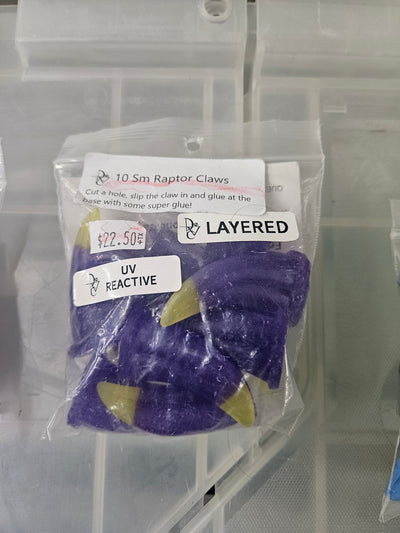 10 Sm Raptor Claws
Cut a hole, slip the claw in and glue at the
base with some super glue!
$22.50
LAYERED
UV
REACTIVE